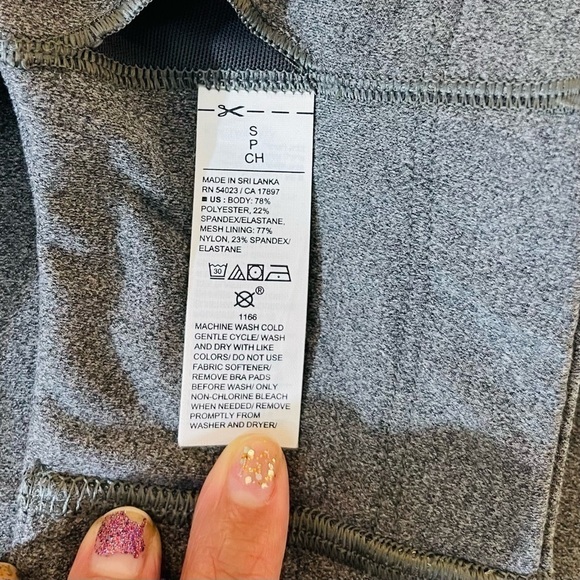 S
P
CH
MADE IN SRI LANKA
RN 54023 / CA 17897
■ US : BODY: 78%
POLYESTER, 22%
SPANDEX/ELASTANE,
MESH LINING: 77%
NYLON, 23% SPANDEX/
ELASTANE
30
®
1166
MACHINE WASH COLD
GENTLE CYCLE/ WASH
AND DRY WITH LIKE
COLORS/ DO NOT USE
FABRIC SOFTENER/
REMOVE BRA PADS
BEFORE WASH/ ONLY
NON-CHLORINE BLEACH
WHEN NEEDED/ REMOVE
PROMPTLY FROM
WASHER AND DRYER/